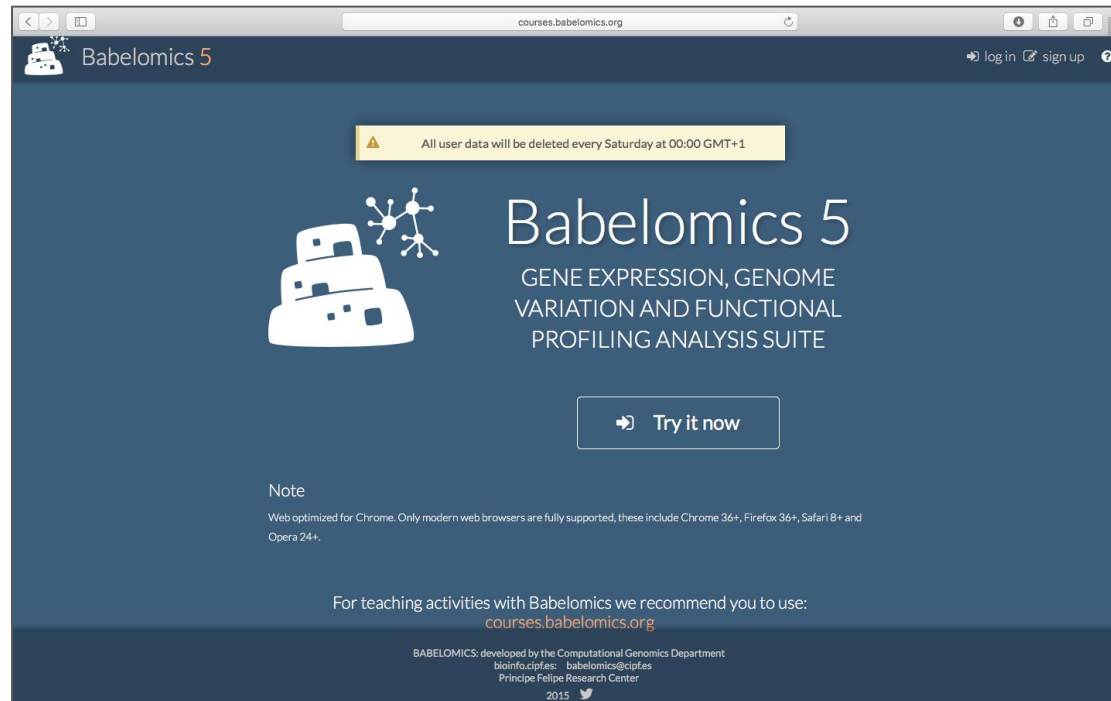 courses.babelomics.org
Babelomics 5
log in sign up
All user data will be deleted every Saturday at 00:00 GMT+1
Babelomics 5
GENE EXPRESSION, GENOME
VARIATION AND FUNCTIONAL
PROFILING ANALYSIS SUITE
Try it now
Note
Web optimized for Chrome. Only modern web browsers are fully supported, these include Chrome 36+, Firefox 36+, Safari 8+ and
Opera 24+.
For teaching activities with Babelomics we recommend you to use:
courses.babelomics.org
BABELOMICS: developed by the Computational Genomics Department
bioinfo.cipf.es: babelomics@cipf.es
Principe Felipe Research Center
2015